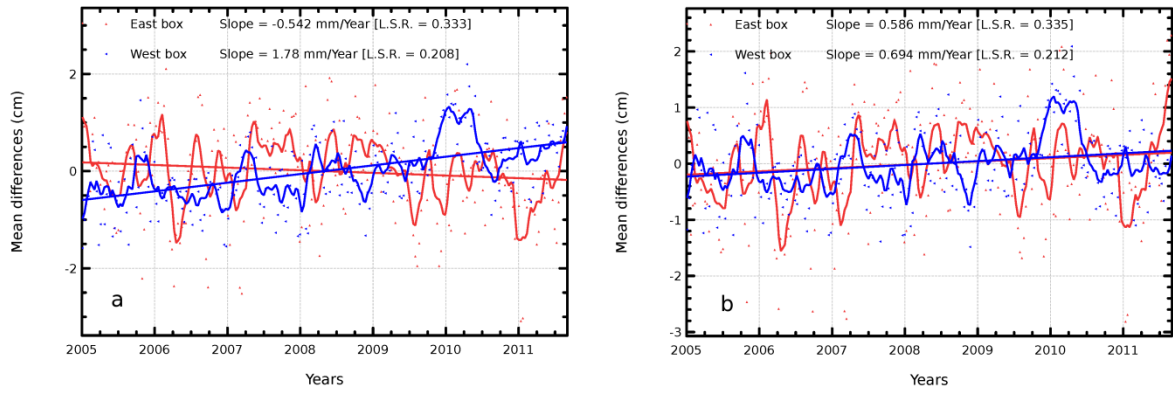 East box Slope = -0.542 mm/Year [L.S.R. = 0.333]
West box Slope = 1.78 mm/Year [L.S.R. = 0.208]
Mean differences (cm)
2
0
-2
a
2005 2006 2007 2008 2009 2010 2011
Years
East box Slope = 0.586 mm/Year [L.S.R. = 0.335]
West box Slope = 0.694 mm/Year [L.S.R. = 0.212]
Mean differences (cm)
2
1
0
-1
-2
-3
b
2005 2006 2007 2008 2009 2010 2011
Years